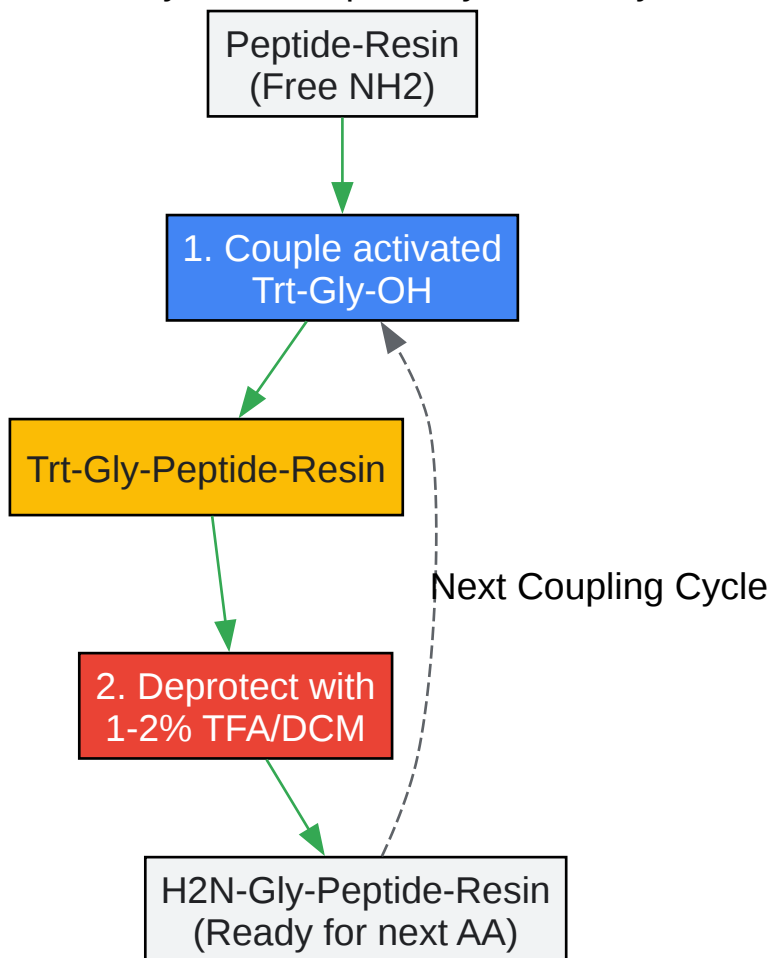 Peptide-Resin
(Free NH2)
1. Couple activated
Trt-Gly-OH
Trt-Gly-Peptide-Resin
Next Coupling Cycle
2. Deprotect with
1-2% TFA/DCM
H2N-Gly-Peptide-Resin
(Ready for next AA)